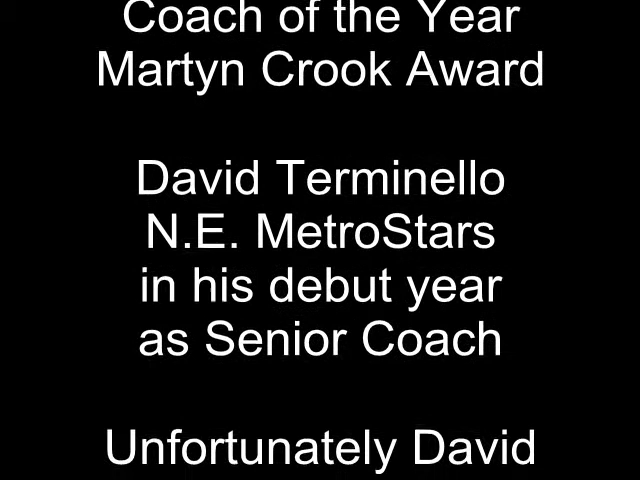 Coach of the Year
Martyn Crook Award
David Terminello
N.E. MetroStars
in his debut year
as Senior Coach
Unfortunately David